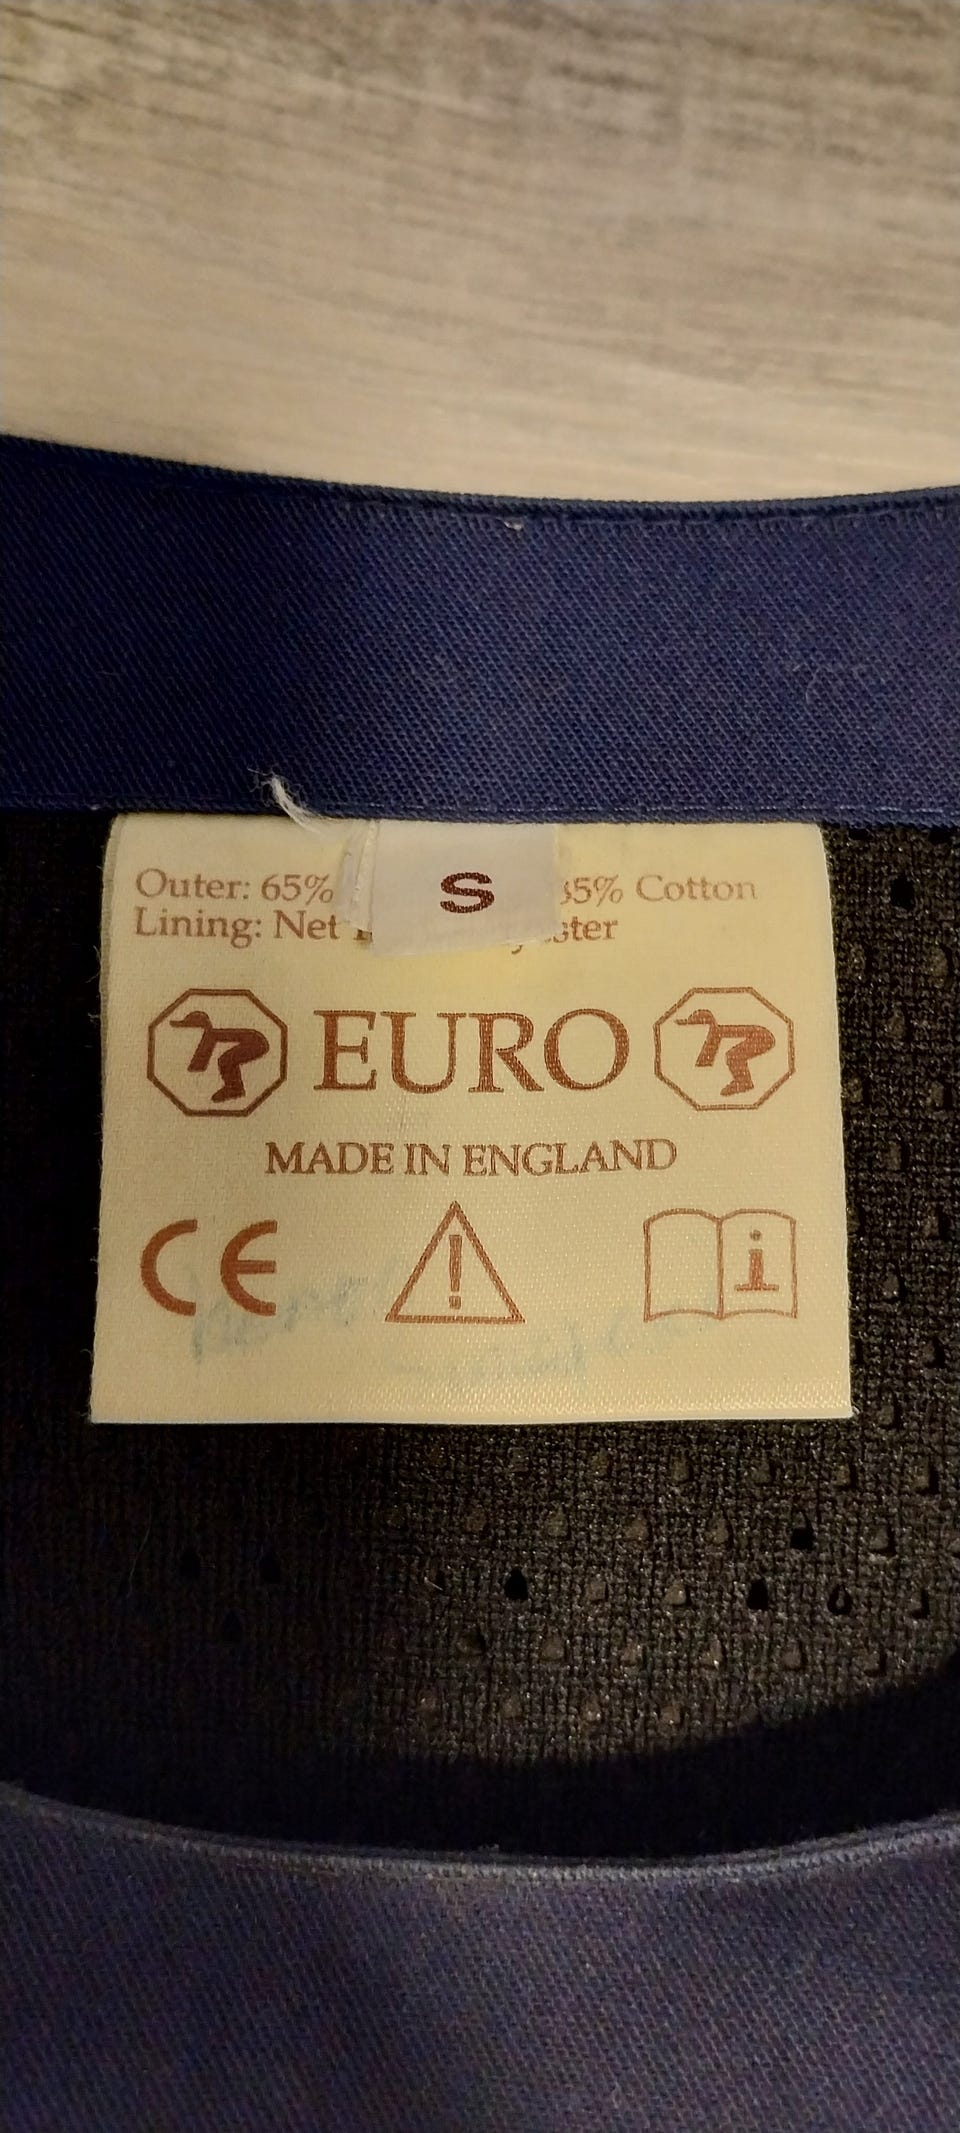 S
Outer: 65% 35% Cotton
Lining: Net
EURO
MADE IN ENGLAND
CE
!
i